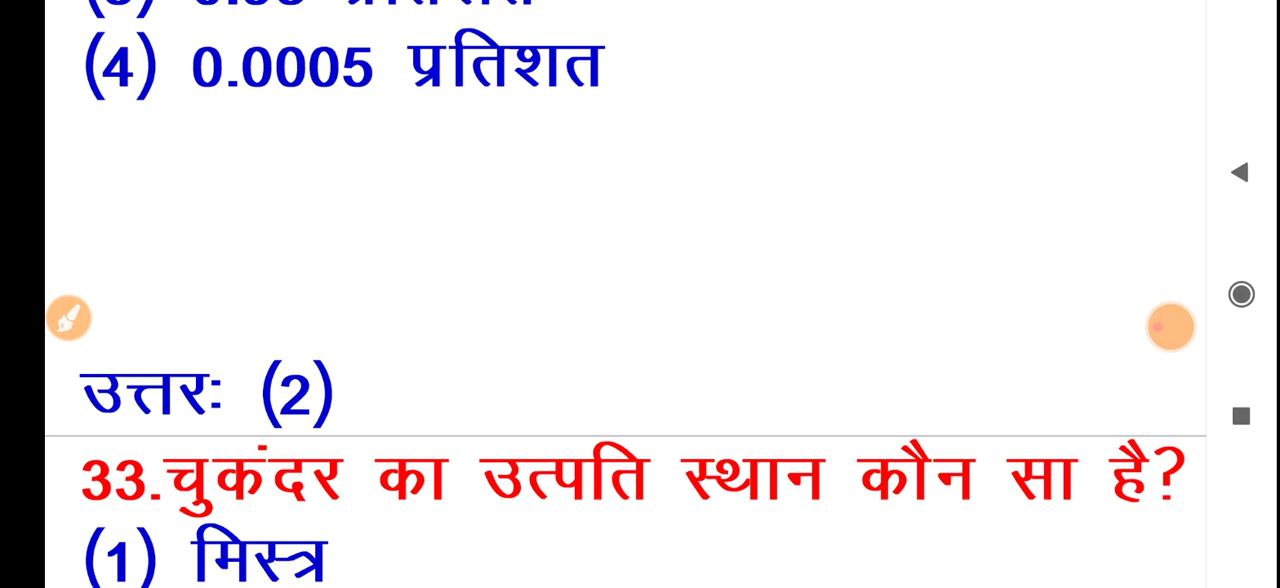 (4) 0.0005 प्रतिशत
उत्तरः (2)
33.चुकंदर का उत्पति स्थान कौन सा है?
(1) मिस्त्र